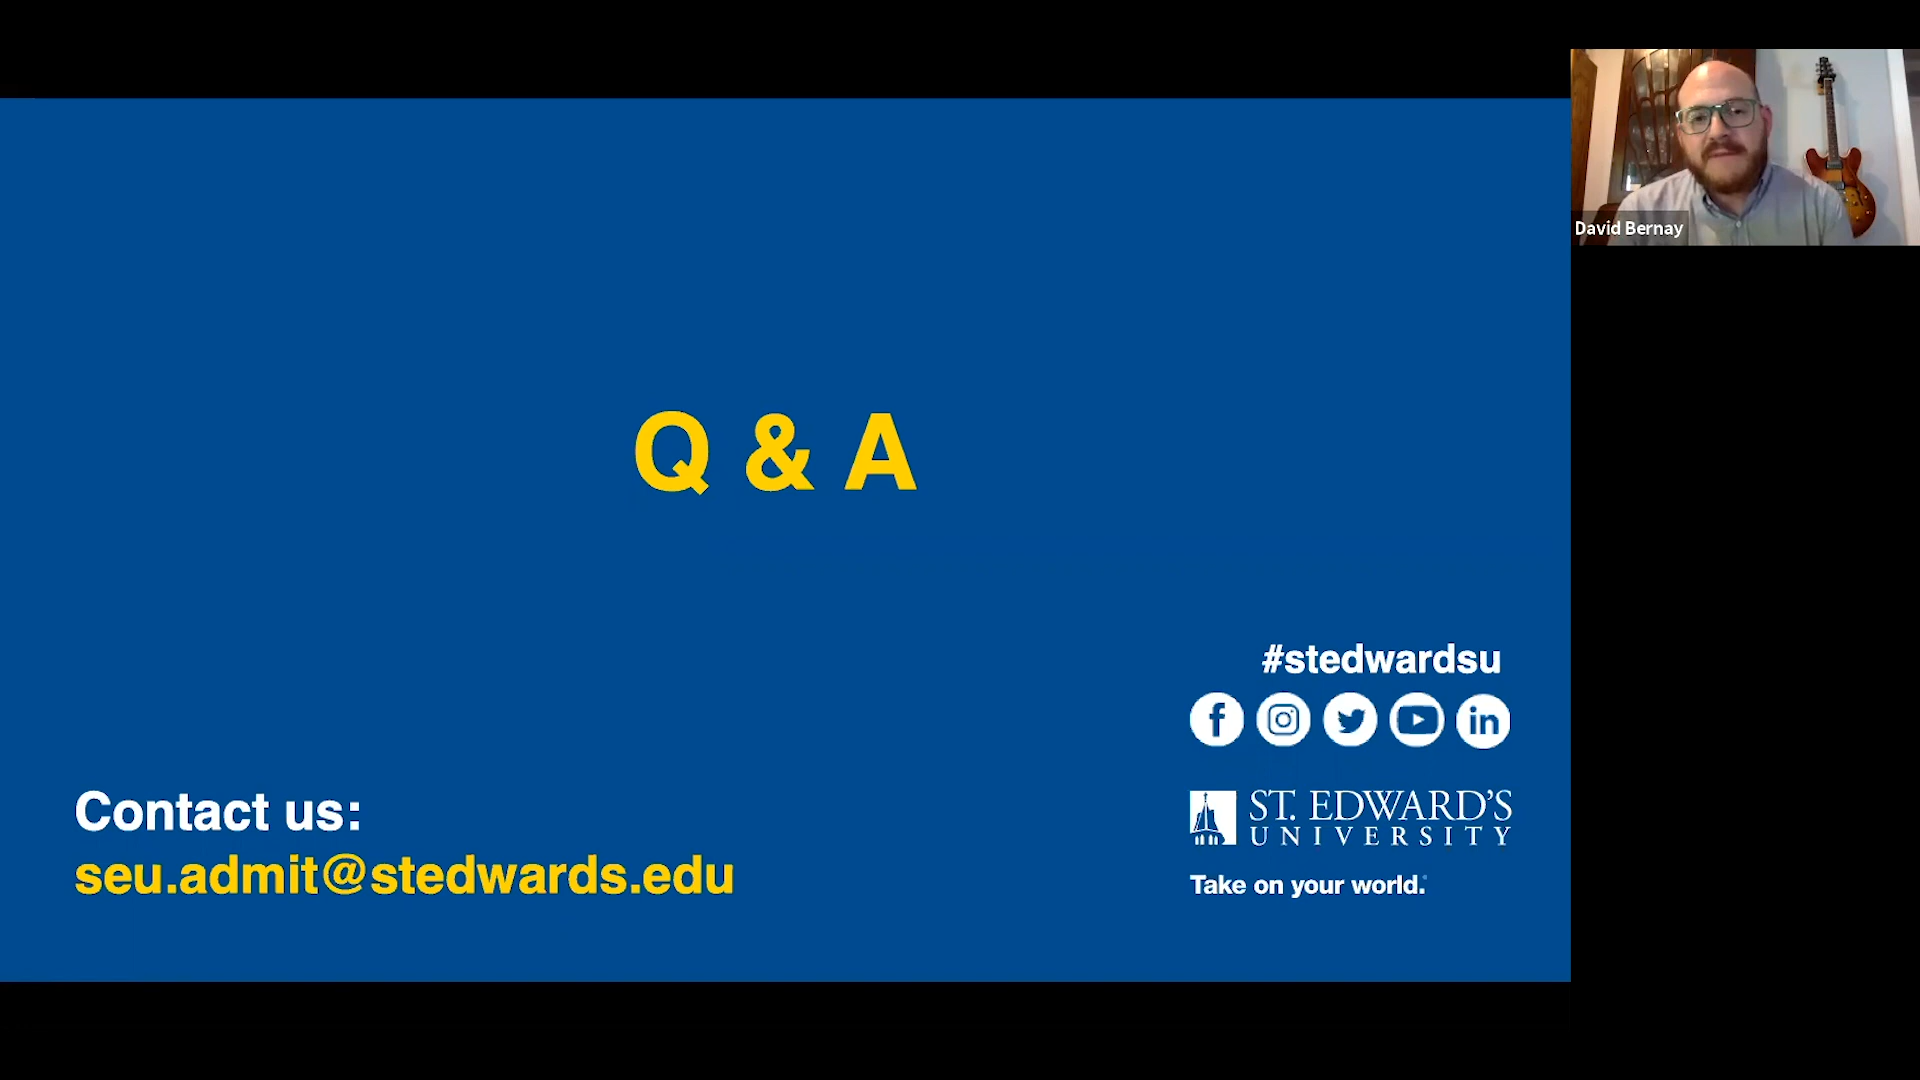 Q & A
#stedwardsu
ST. EDWARD'S
UNIVERSITY
Take on your world.
Contact us:
seu.admit@stedwards.edu
David Bernay